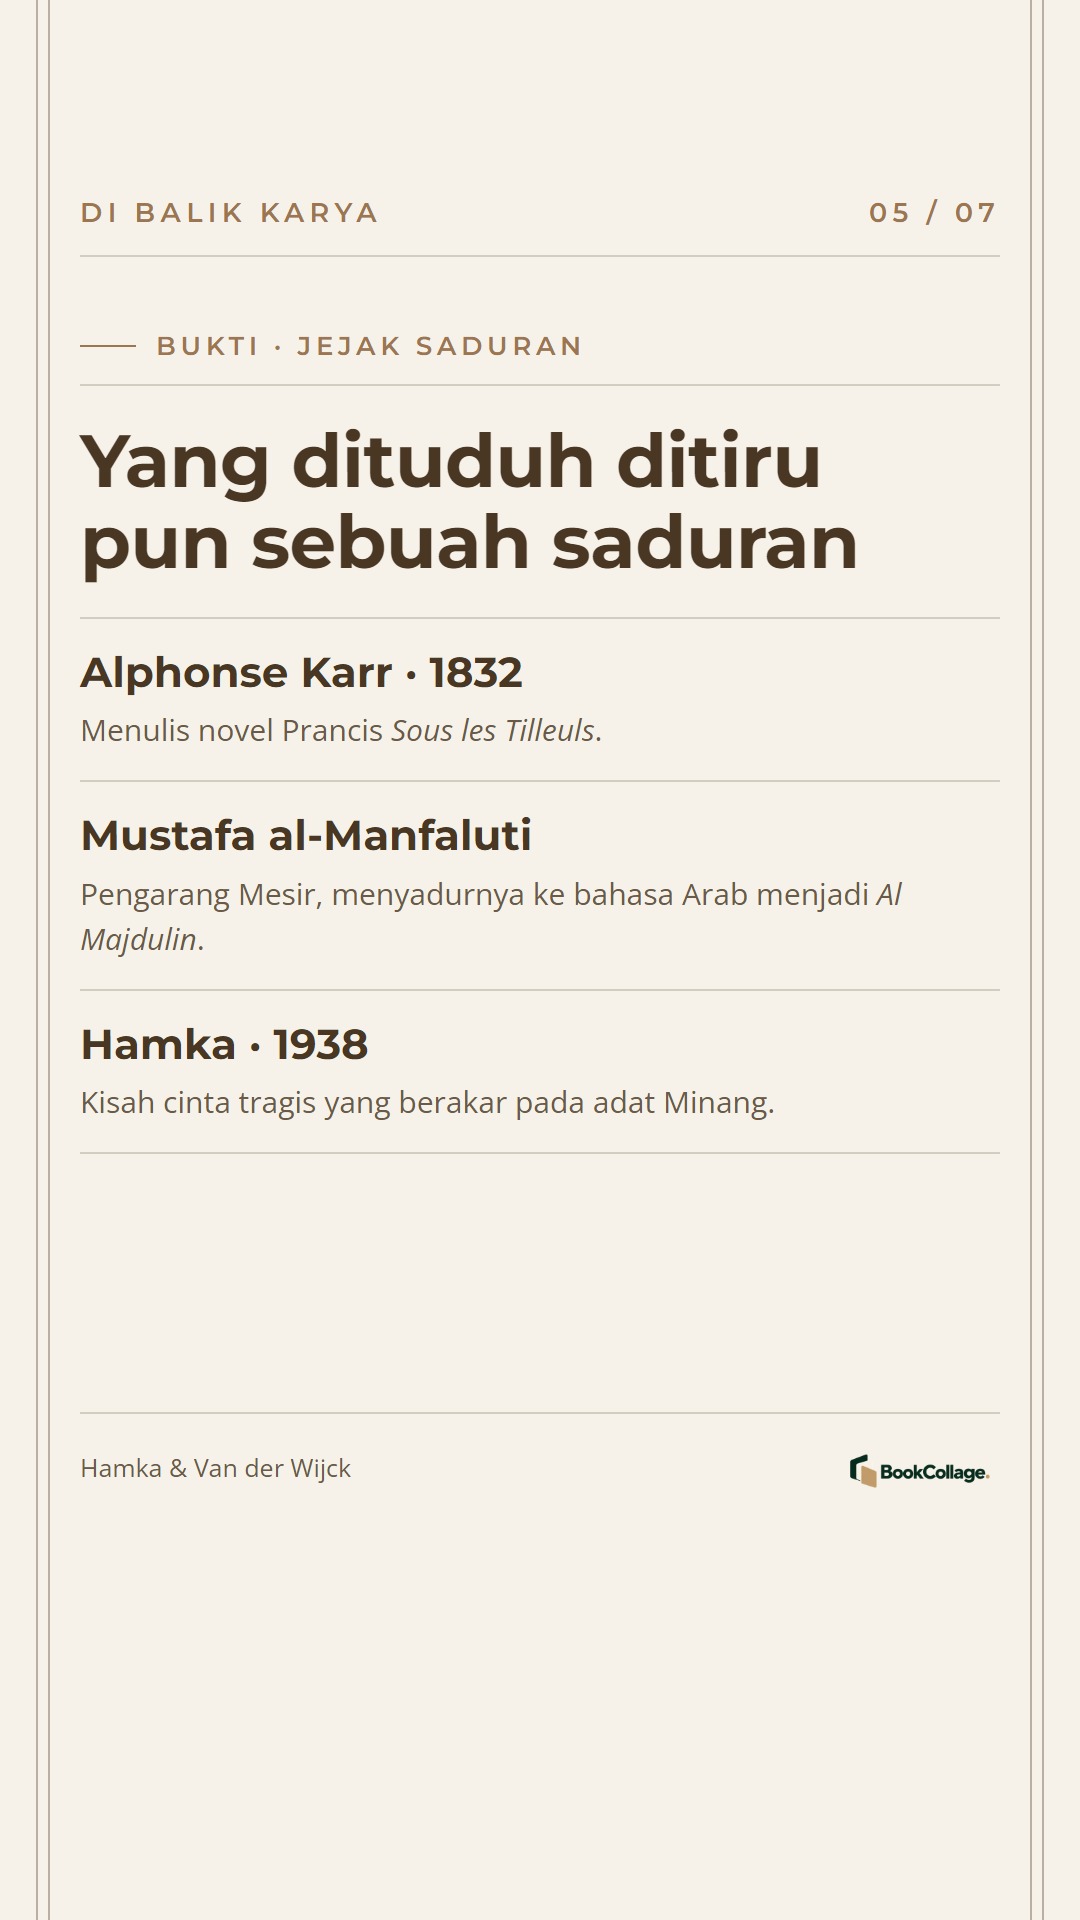 DI BALIK KARYA
05 / 07
BUKTI · JEJAK SADURAN
Yang dituduh ditiru
pun sebuah saduran
Alphonse Karr · 1832
Menulis novel Prancis Sous les Tilleuls.
Mustafa al-Manfaluti
Pengarang Mesir, menyadurnya ke bahasa Arab menjadi Al
Majdulin.
Hamka · 1938
Kisah cinta tragis yang berakar pada adat Minang.
Hamka & Van der Wijck
BookCollage.